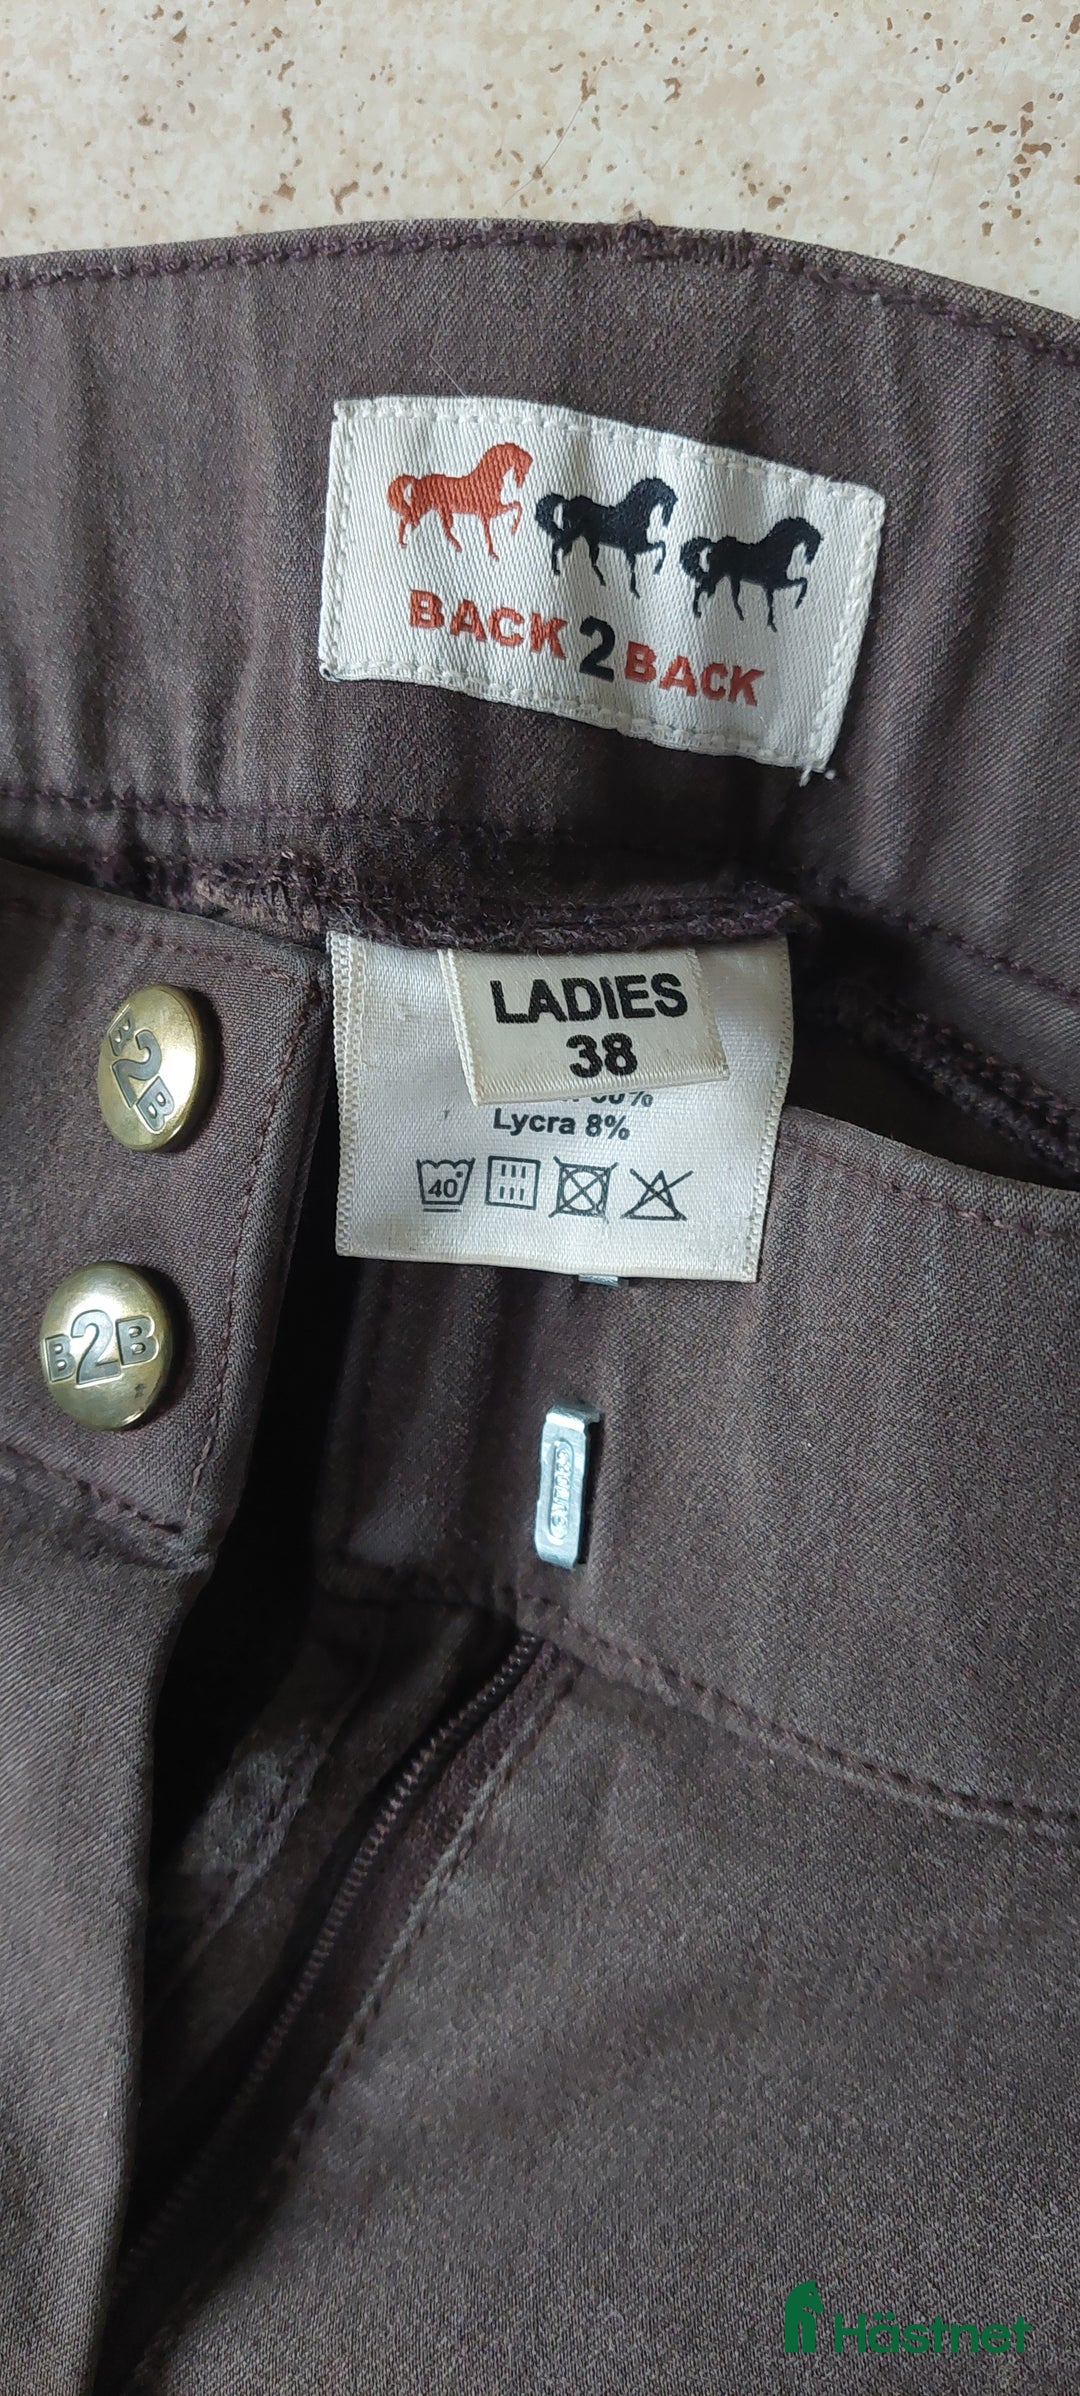 BACK 2 BACK
LADIES
38
Lycra 8%
40
B2B
B2B
Hästnet